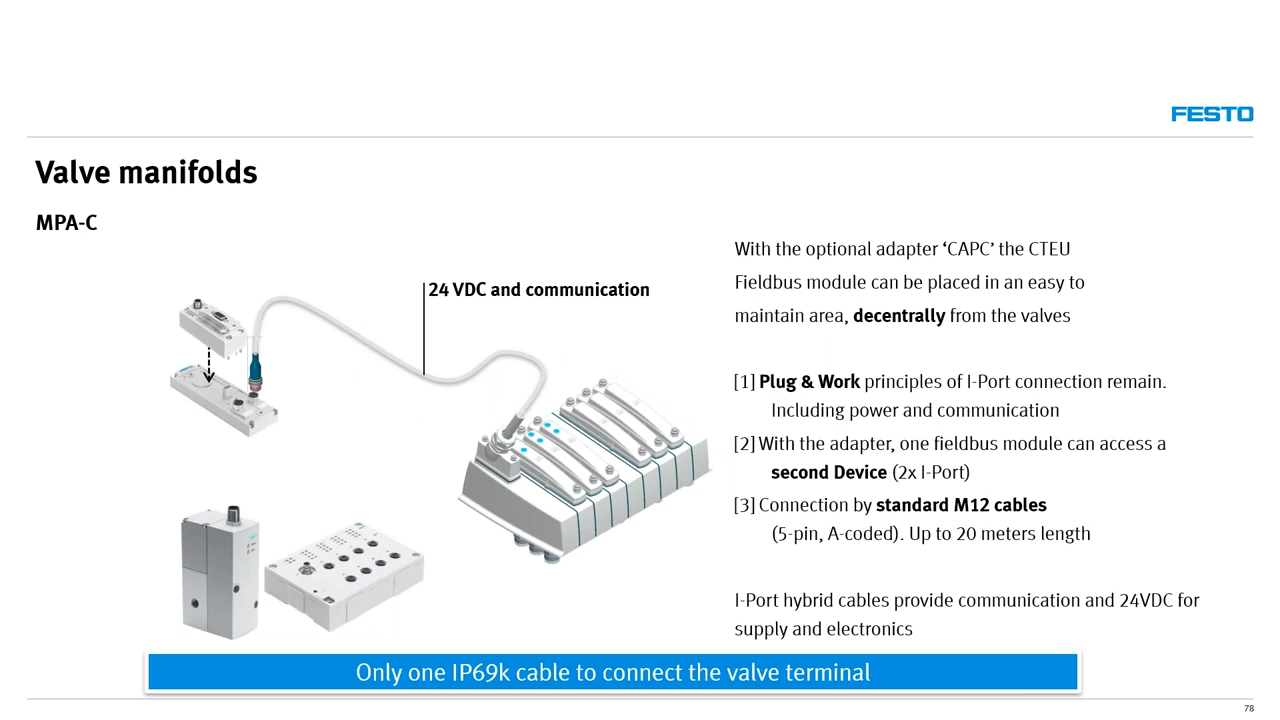 FESTO
Valve manifolds
MPA-C
24 VDC and communication
With the optional adapter ‘CAPC’ the CTEU
Fieldbus module can be placed in an easy to
maintain area, decentrally from the valves
[1] Plug & Work principles of I-Port connection remain.
Including power and communication
[2] With the adapter, one fieldbus module can access a
second Device (2x I-Port)
[3] Connection by standard M12 cables
(5-pin, A-coded). Up to 20 meters length
I-Port hybrid cables provide communication and 24VDC for
supply and electronics
Only one IP69k cable to connect the valve terminal
78